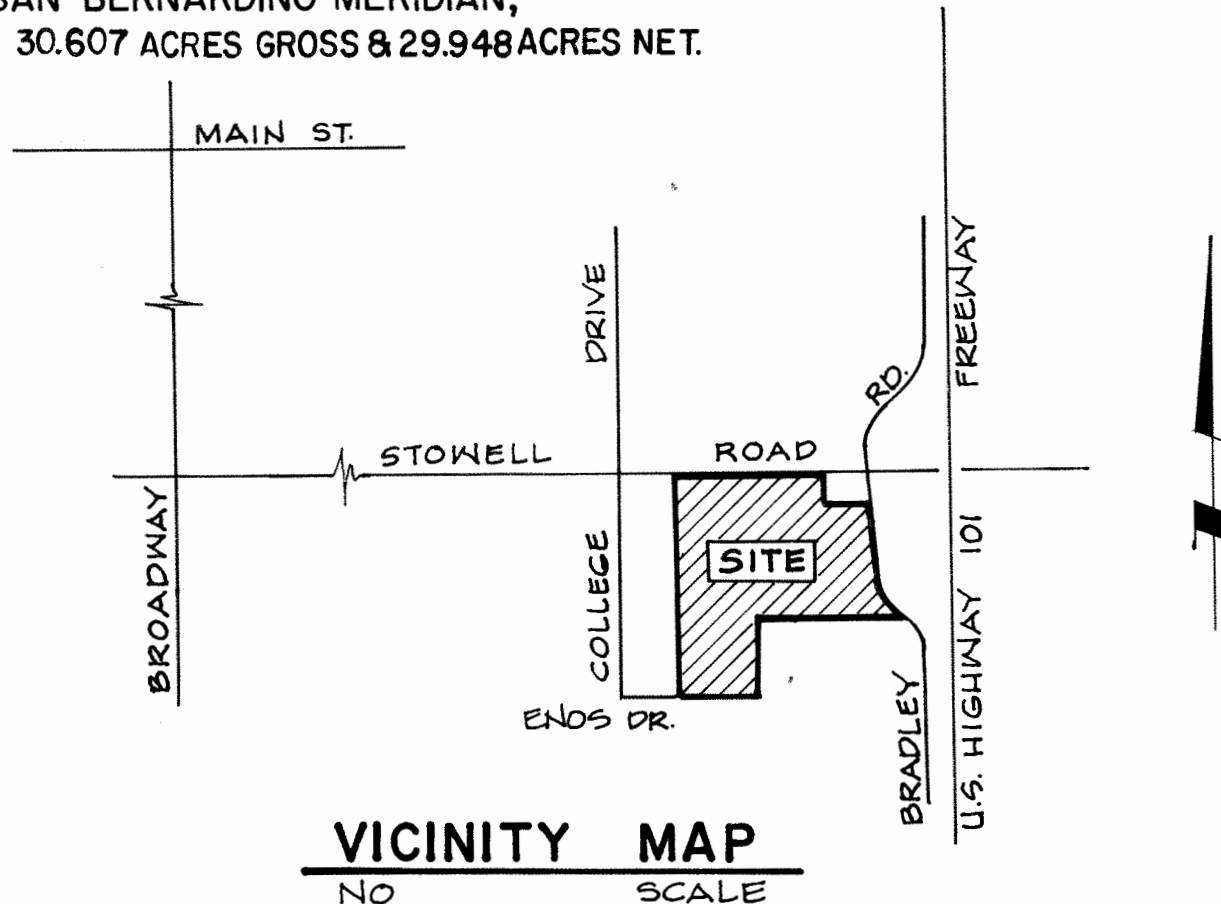 SAN BERNARDINO MERIDIAN,
30.607 ACRES GROSS & 29.948 ACRES NET.
MAIN ST.
DRIVE
FREEWAY
RD.
STOWELL
ROAD
BROADWAY
COLLEGE
SITE
U.S. HIGHWAY 101
BRADLEY
ENOS DR.
VICINITY MAP
NO SCALE